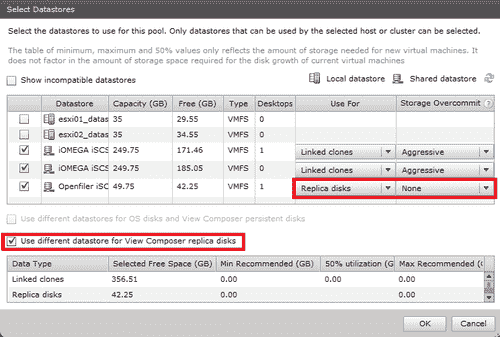 Select Datastores
Select the datastores to use for this pool. Only datastores that can be used by the selected host or cluster can be selected.
The table of minimum, maximum and 50% values only reflects the amount of storage needed for new virtual machines. It
does not factor in the amount of storage space required for the disk growth of current virtual machines
Show incompatible datastores Local datastore Shared datastore
Datastore Capacity (GB) Free (GB) Type Desktops Use For Storage Overcommit ?
esxi01_datas 35 29.55 VMFS 0
esxi02_datas 35 34.55 VMFS 0
iOMEGA iSCS 249.75 171.46 VMFS 1 Linked clones Aggressive
iOMEGA iSCS 249.75 185.05 VMFS 0 Linked clones Aggressive
Openfiler iSC 49.75 42.25 VMFS 1 Replica disks None
Use different datastores for OS disks and View Composer persistent disks
Use different datastore for View Composer replica disks
Data Type Selected Free Space (GB) Min Recommended (GB) 50% utilization (GB) Max Recommended (G
Linked clones 356.51 0.00 0.00 0.00
Replica disks 42.25 0.00 0.00
OK Cancel